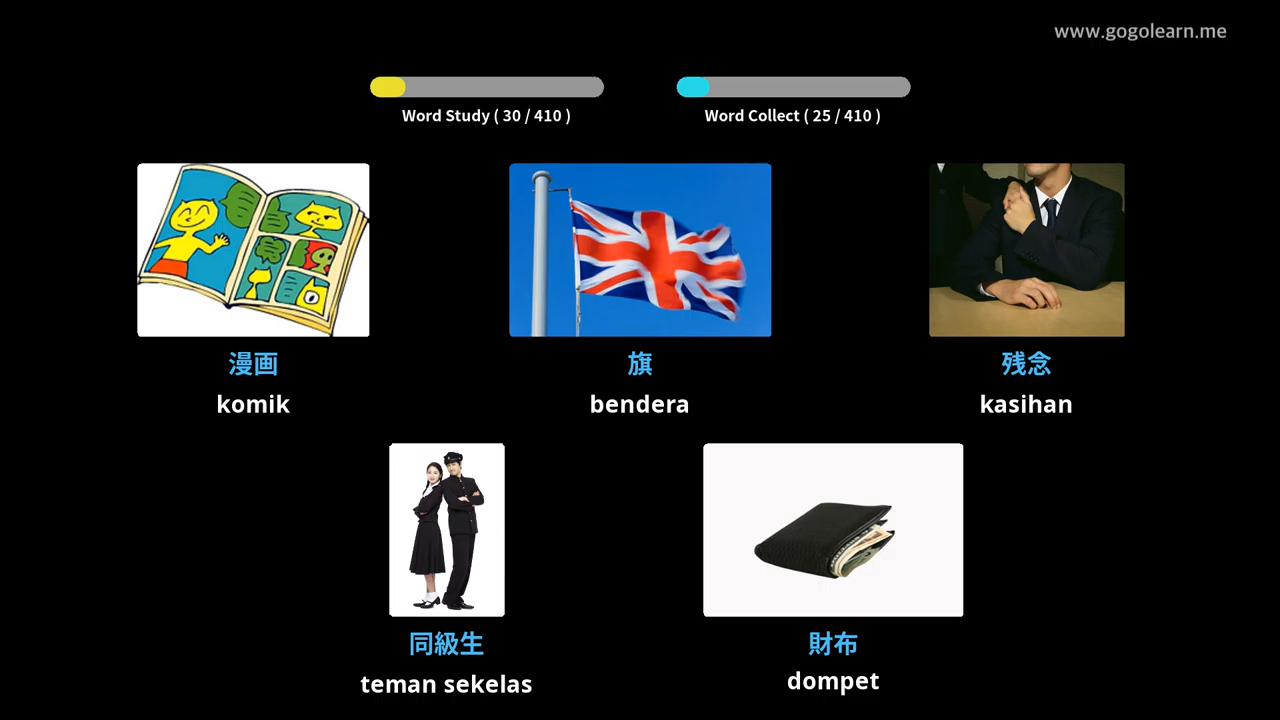 www.gogolearn.me
Word Study ( 30 / 410 )
Word Collect ( 25 / 410 )
漫画
komik
旗
bendera
残念
kasihan
同級生
teman sekelas
財布
dompet